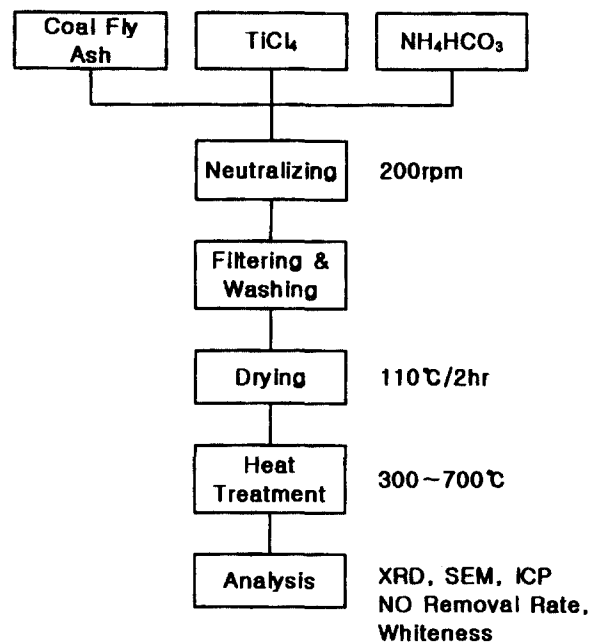 Coal Fly
Ash
TiCl₄
NH₄HCO₃
Neutralizing
200rpm
Filtering &
Washing
Drying
110℃/2hr
Heat
Treatment
300~700℃
Analysis
XRD, SEM, ICP
NO Removal Rate,
Whiteness